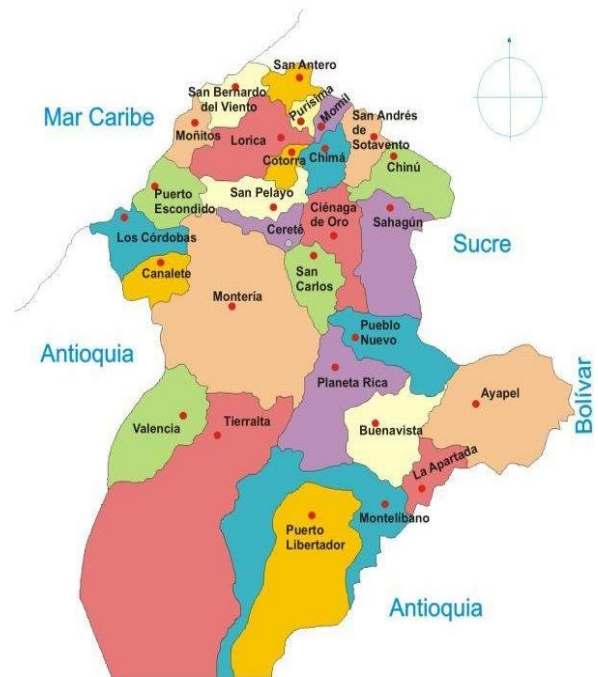 San Antero
San Bernardo
del Viento
Purísima
Momil
San Andrés
de
Sotavento
Mar Caribe
Moñitos
Lorica
Cotorra
Chimá
Chinú
Puerto
Escondido
San Pelayo
Ciénaga
de Oro
Sahagún
Cereté
Los Córdobas
Sucre
Canalete
San
Carlos
Montería
Pueblo
Nuevo
Antioquia
Planeta Rica
Ayapel
Bolívar
Valencia
Tierralta
Buenavista
La Apartada
Montelibano
Puerto
Libertador
Antioquia